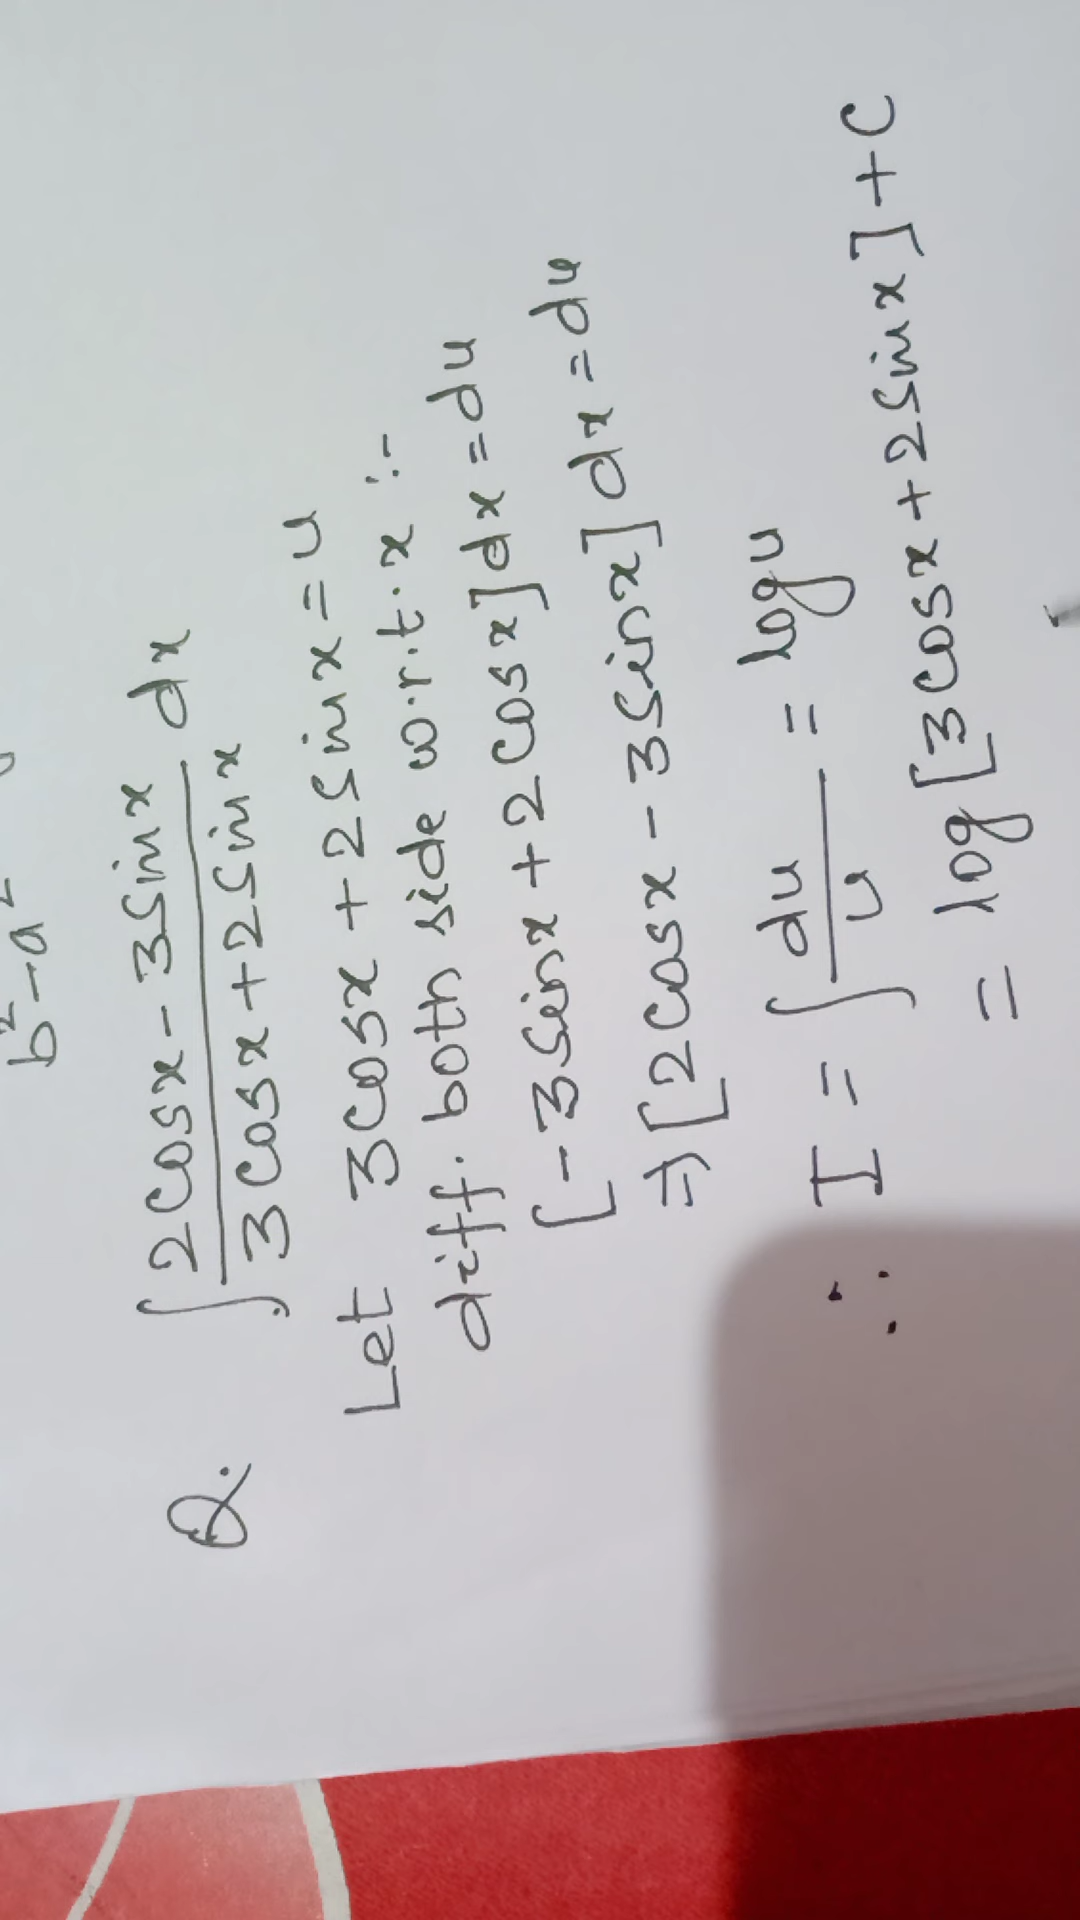 b² - a²
Q. ∫ (2cosx - 3sinx)/(3cosx + 2sinx) dx
Let 3cosx + 2sinx = u
diff. both side w.r.t. x :-
[-3sinx + 2cosx]dx = du
⇒ [2cosx - 3sinx]dx = du
∴ I = ∫ du/u = logu
= log[3cosx + 2sinx] + C